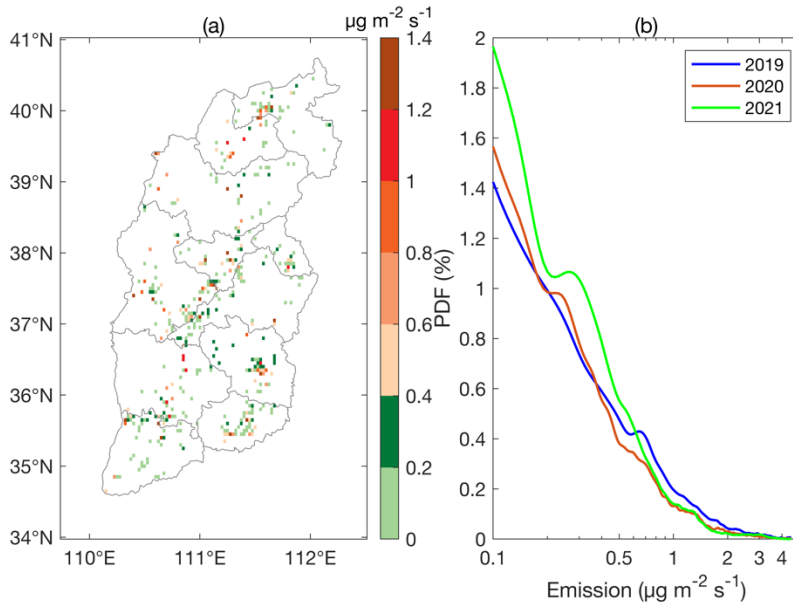 (a)
µg m⁻² s⁻¹
41°N
40°N
39°N
38°N
37°N
36°N
35°N
34°N
110°E
111°E
112°E
1.4
1.2
1
0.8
0.6
0.4
0.2
0
(b)
2019
2020
2021
2
1.8
1.6
1.4
1.2
1
0.8
0.6
0.4
0.2
0
PDF (%)
0.1
0.5
1
2
3
4
Emission (µg m⁻² s⁻¹)